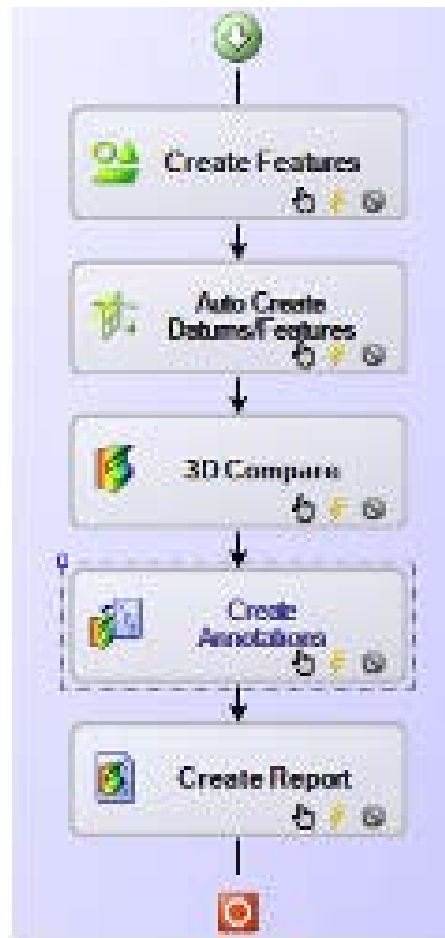 Create Features
Auto Create
Datums/Features
3D Compare
Create
Annotations
Create Report